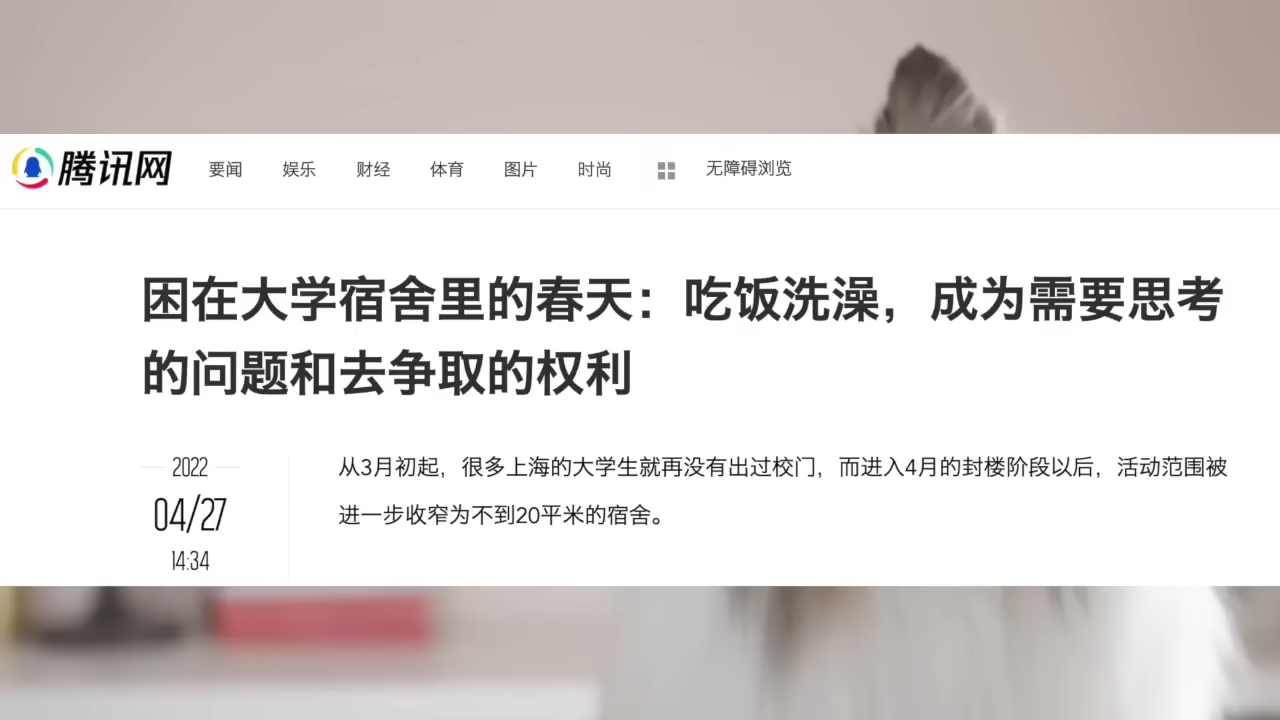 腾讯网 要闻 娱乐 财经 体育 图片 时尚 无障碍浏览
困在大学宿舍里的春天：吃饭洗澡，成为需要思考
的问题和去争取的权利
2022
04/27
14:34
从3月初起，很多上海的大学生就再没有出过校门，而进入4月的封楼阶段以后，活动范围被
进一步收窄为不到20平米的宿舍。